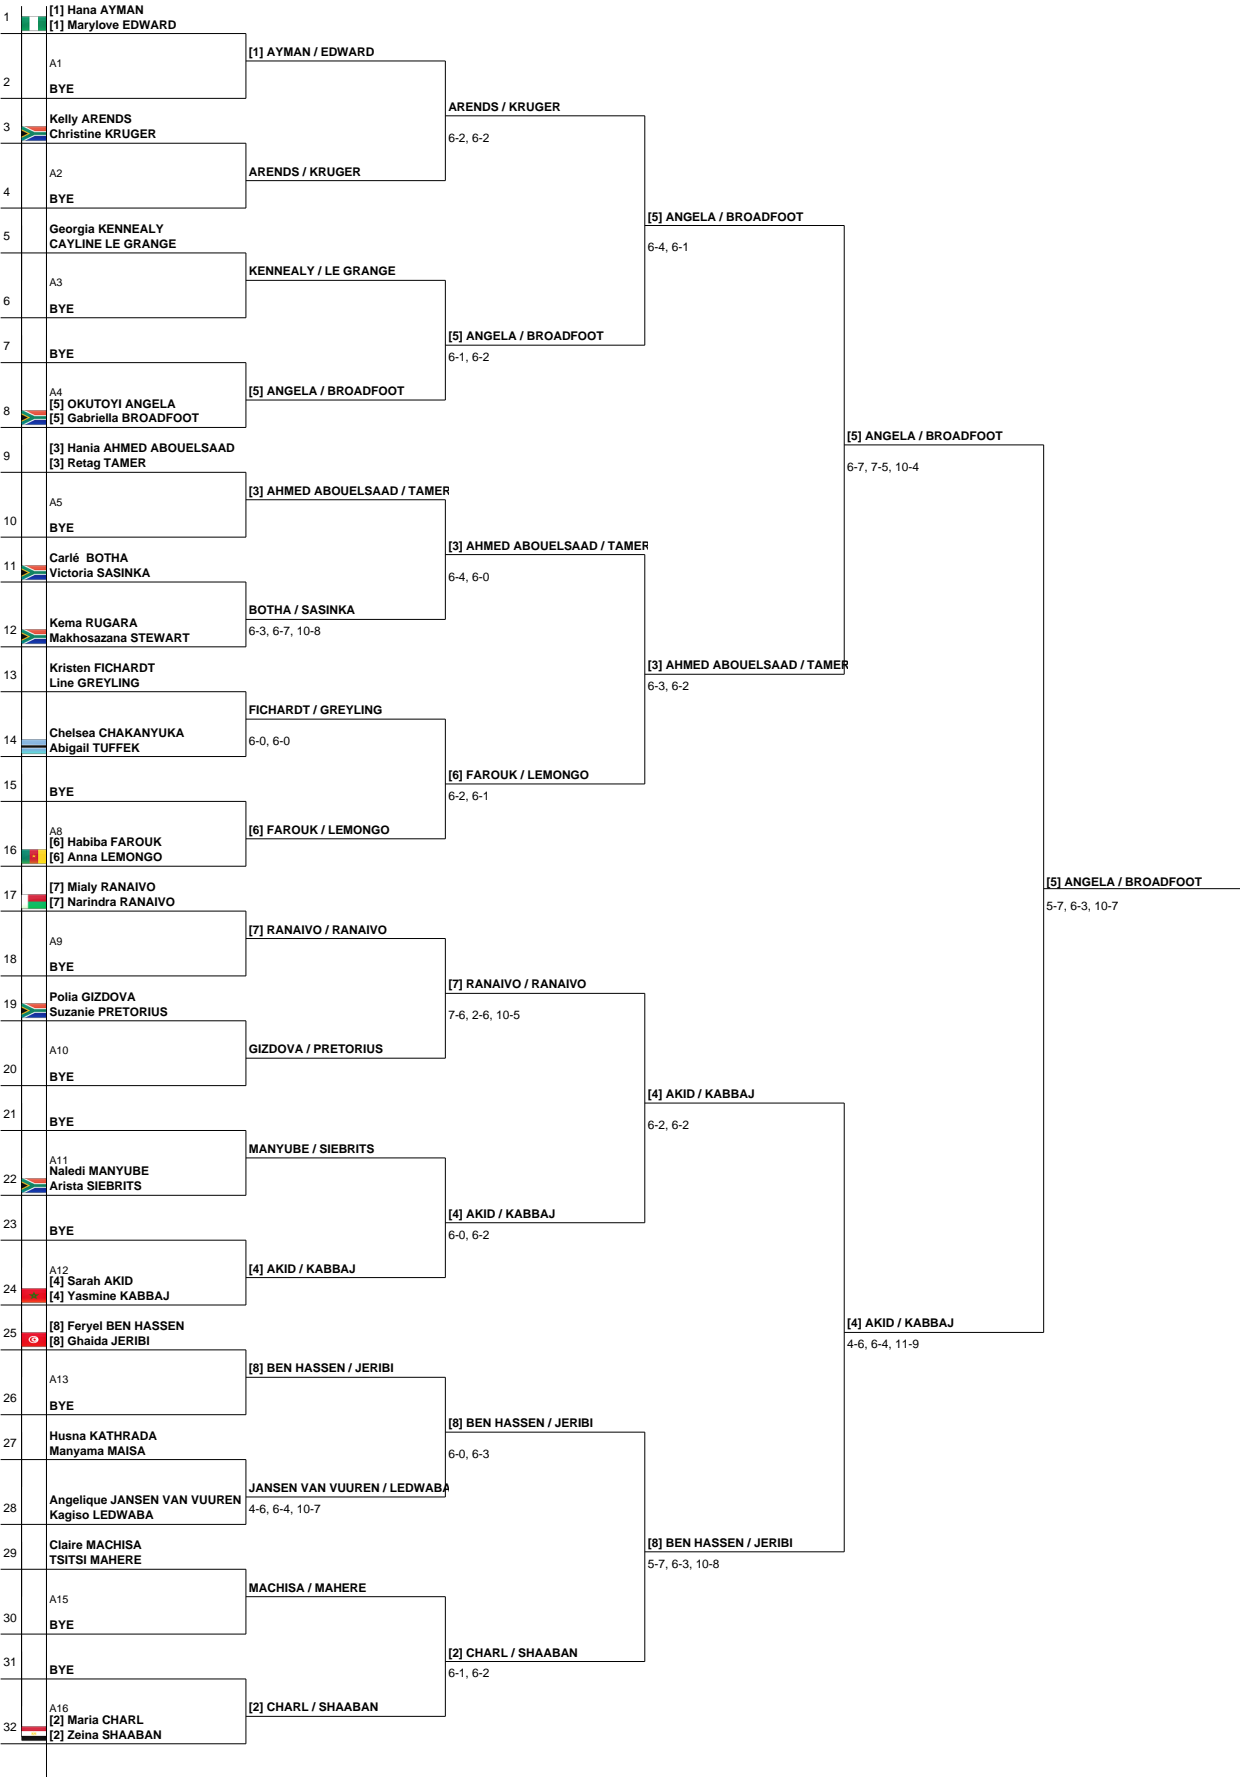 1
[1] Hana AYMAN
[1] Marylove EDWARD
[1] AYMAN / EDWARD
A1
2
BYE
ARENDS / KRUGER
6-2, 6-2
3
Kelly ARENDS
Christine KRUGER
ARENDS / KRUGER
A2
4
BYE
[5] ANGELA / BROADFOOT
6-4, 6-1
5
Georgia KENNEALY
CAYLINE LE GRANGE
KENNEALY / LE GRANGE
A3
6
BYE
[5] ANGELA / BROADFOOT
6-1, 6-2
7
BYE
[5] ANGELA / BROADFOOT
A4
8
[5] OKUTOYI ANGELA
[5] Gabriella BROADFOOT
[5] ANGELA / BROADFOOT
6-7, 7-5, 10-4
9
[3] Hania AHMED ABOUELSAAD
[3] Retag TAMER
[3] AHMED ABOUELSAAD / TAMER
A5
10
BYE
[3] AHMED ABOUELSAAD / TAMER
6-4, 6-0
11
Carlé  BOTHA
Victoria SASINKA
BOTHA / SASINKA
6-3, 6-7, 10-8
12
Kema RUGARA
Makhosazana STEWART
[3] AHMED ABOUELSAAD / TAMER
6-3, 6-2
13
Kristen FICHARDT
Line GREYLING
FICHARDT / GREYLING
6-0, 6-0
14
Chelsea CHAKANYUKA
Abigail TUFFEK
[6] FAROUK / LEMONGO
6-2, 6-1
15
BYE
[6] FAROUK / LEMONGO
A8
16
[6] Habiba FAROUK
[6] Anna LEMONGO
[5] ANGELA / BROADFOOT
5-7, 6-3, 10-7
17
[7] Mialy RANAIVO
[7] Narindra RANAIVO
[7] RANAIVO / RANAIVO
A9
18
BYE
[7] RANAIVO / RANAIVO
7-6, 2-6, 10-5
19
Polia GIZDOVA
Suzanie PRETORIUS
GIZDOVA / PRETORIUS
A10
20
BYE
[4] AKID / KABBAJ
6-2, 6-2
21
BYE
MANYUBE / SIEBRITS
A11
22
Naledi MANYUBE
Arista SIEBRITS
[4] AKID / KABBAJ
6-0, 6-2
23
BYE
[4] AKID / KABBAJ
A12
24
[4] Sarah AKID
[4] Yasmine KABBAJ
[4] AKID / KABBAJ
4-6, 6-4, 11-9
25
[8] Feryel BEN HASSEN
[8] Ghaida JERIBI
[8] BEN HASSEN / JERIBI
A13
26
BYE
[8] BEN HASSEN / JERIBI
6-0, 6-3
27
Husna KATHRADA
Manyama MAISA
JANSEN VAN VUUREN / LEDWABA
4-6, 6-4, 10-7
28
Angelique JANSEN VAN VUUREN
Kagiso LEDWABA
[8] BEN HASSEN / JERIBI
5-7, 6-3, 10-8
29
Claire MACHISA
TSITSI MAHERE
MACHISA / MAHERE
A15
30
BYE
[2] CHARL / SHAABAN
6-1, 6-2
31
BYE
[2] CHARL / SHAABAN
A16
32
[2] Maria CHARL
[2] Zeina SHAABAN